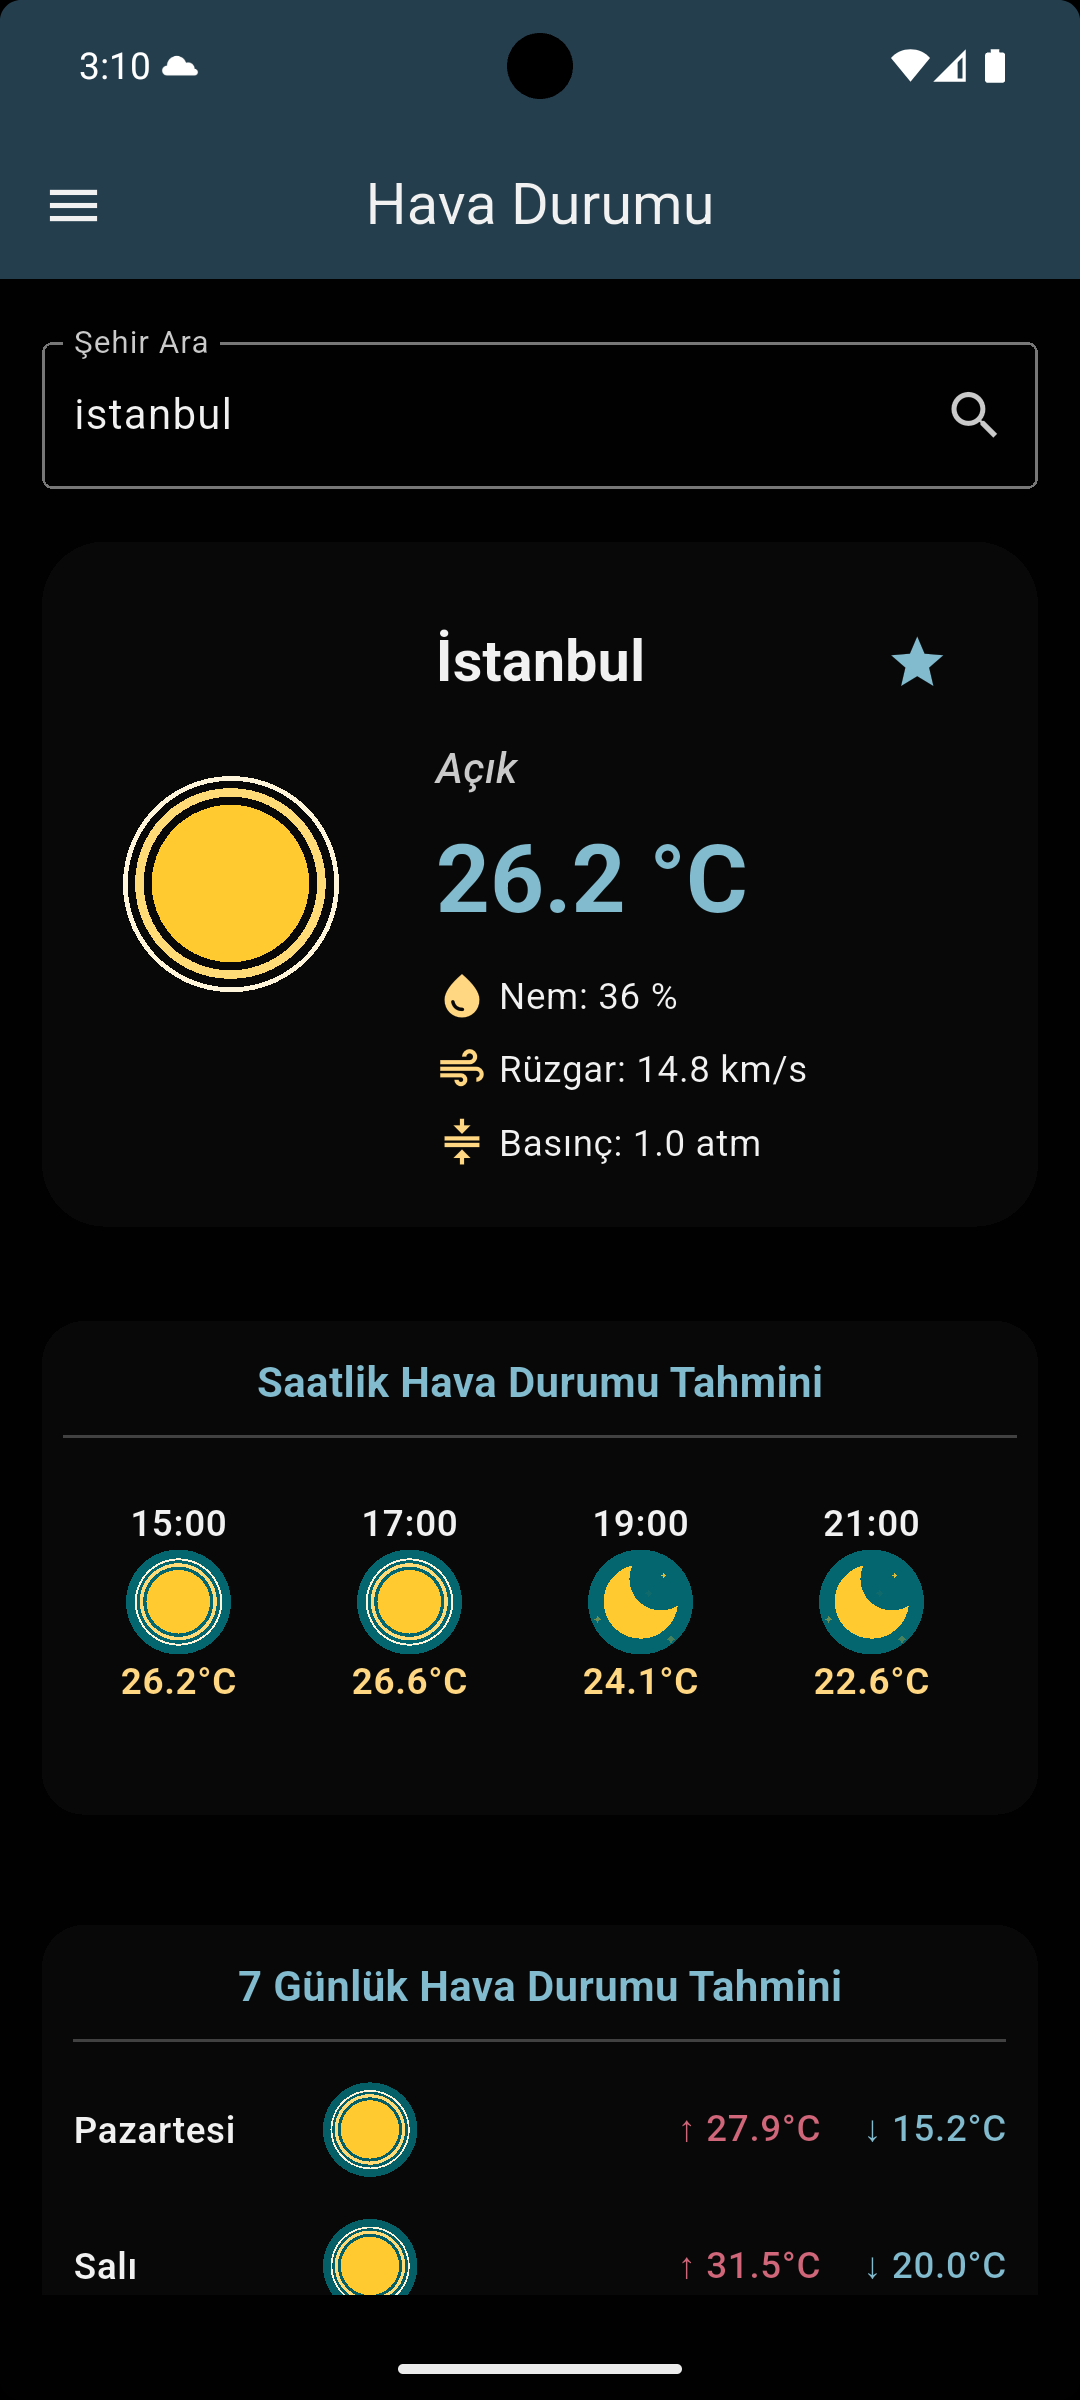 3:10
Hava Durumu
Şehir Ara
istanbul
İstanbul
Açık
26.2 °C
Nem: 36 %
Rüzgar: 14.8 km/s
Basınç: 1.0 atm
Saatlik Hava Durumu Tahmini
15:00 17:00 19:00 21:00
26.2°C 26.6°C 24.1°C 22.6°C
7 Günlük Hava Durumu Tahmini
Pazartesi ↑ 27.9°C ↓ 15.2°C
Salı ↑ 31.5°C ↓ 20.0°C